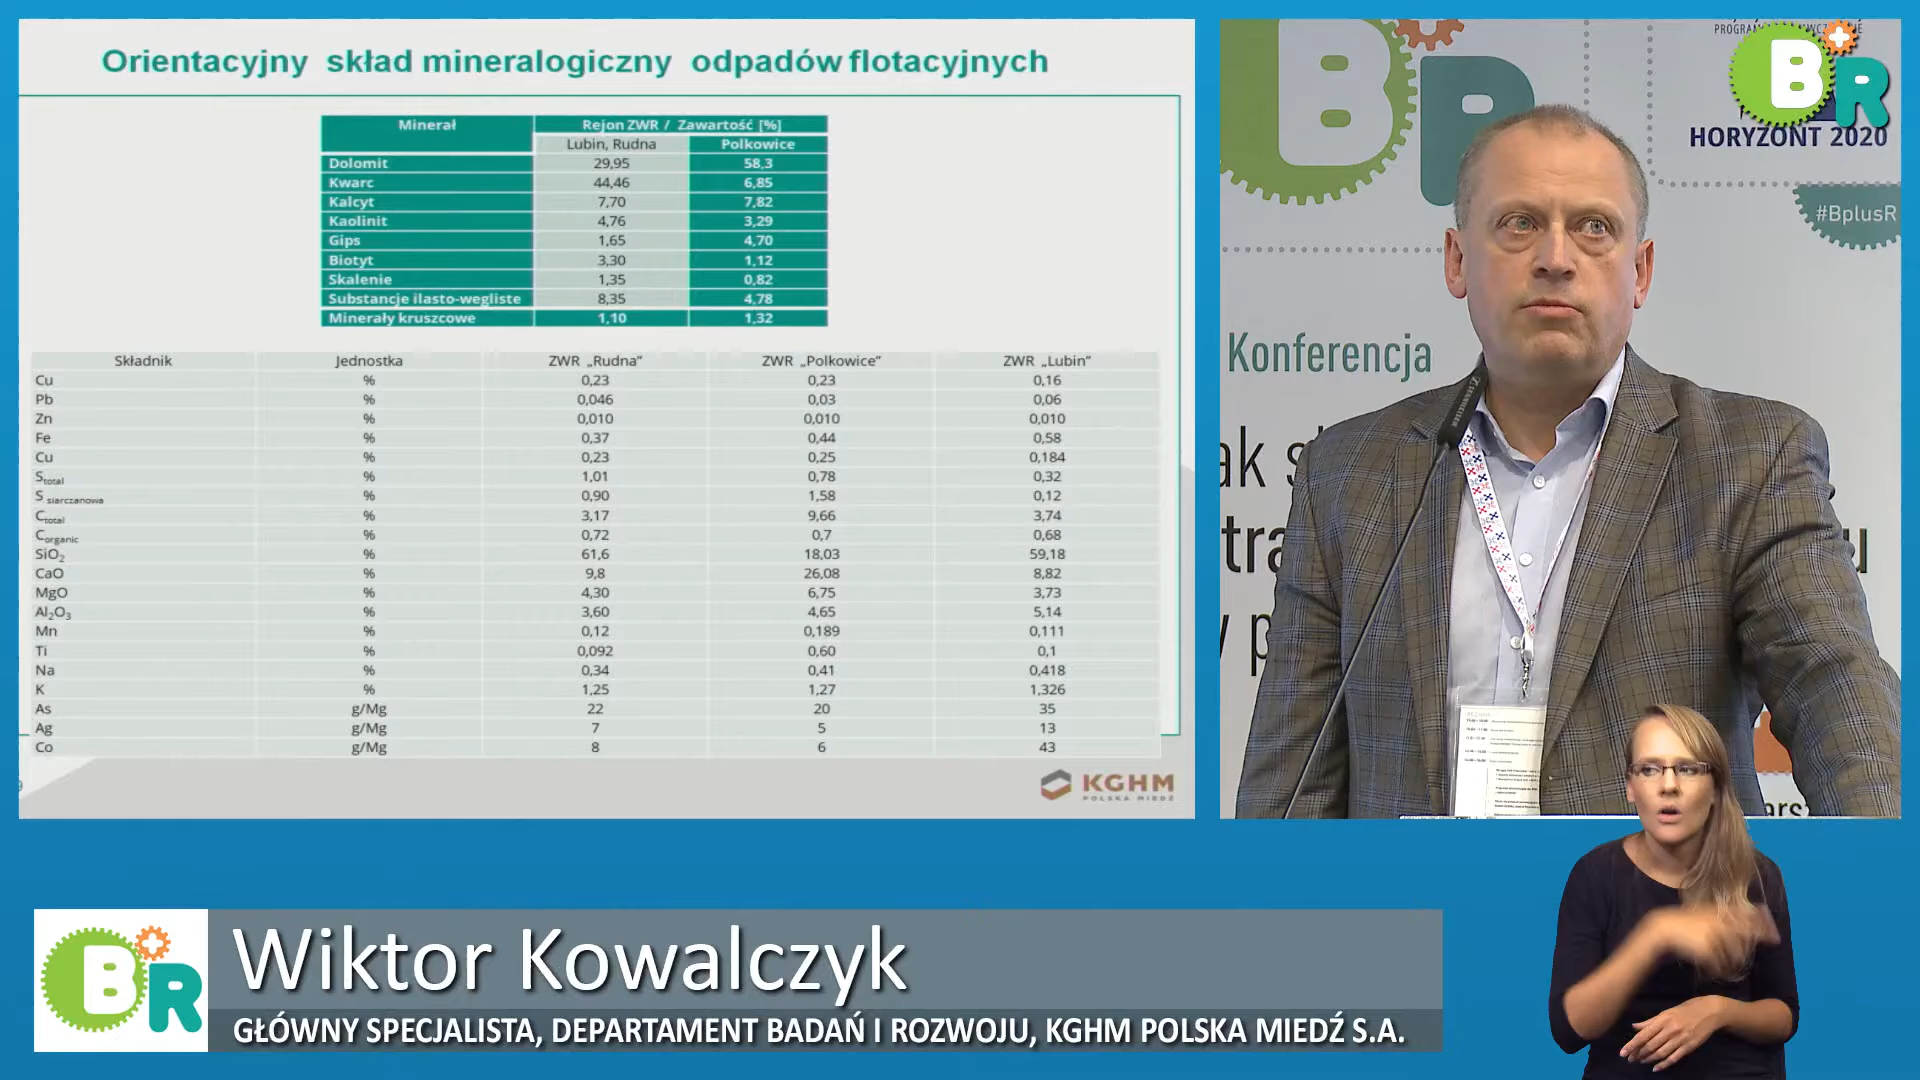 Orientacyjny skład mineralogiczny odpadów flotacyjnych
Minerał Rejon ZWR / Zawartość [%]
Lubin, Rudna Polkowice
Dolomit 29,95 58,3
Kwarc 44,46 6,85
Kalcyt 7,70 7,82
Kaolinit 4,76 3,29
Gips 1,65 4,70
Biotyt 3,30 1,12
Skalenie 1,35 0,82
Substancje ilasto-wegliste 8,35 4,78
Minerały kruszcowe 1,10 1,32
Składnik Jednostka ZWR „Rudna” ZWR „Polkowice” ZWR „Lubin”
Cu % 0,23 0,23 0,16
Pb % 0,046 0,03 0,06
Zn % 0,010 0,010 0,010
Fe % 0,37 0,44 0,58
Cu % 0,23 0,25 0,184
Stotal % 1,01 0,78 0,32
S siarczanowa % 0,90 1,58 0,12
Ctotal % 3,17 9,66 3,74
Corganic % 0,72 0,7 0,68
SiO2 % 61,6 18,03 59,18
CaO % 9,8 26,08 8,82
MgO % 4,30 6,75 3,73
Al2O3 % 3,60 4,65 5,14
Mn % 0,12 0,189 0,111
Ti % 0,092 0,60 0,1
Na % 0,34 0,41 0,418
K % 1,25 1,27 1,326
As g/Mg 22 20 35
Ag g/Mg 7 5 13
Co g/Mg 8 6 43
KGHM
POLSKA MIEDŹ
B+R
HORYZONT 2020
#BplusR
B R
Konferencja
ak s
tra
u
y p
B+R
Wiktor Kowalczyk
GŁÓWNY SPECJALISTA, DEPARTAMENT BADAŃ I ROZWOJU, KGHM POLSKA MIEDŹ S.A.